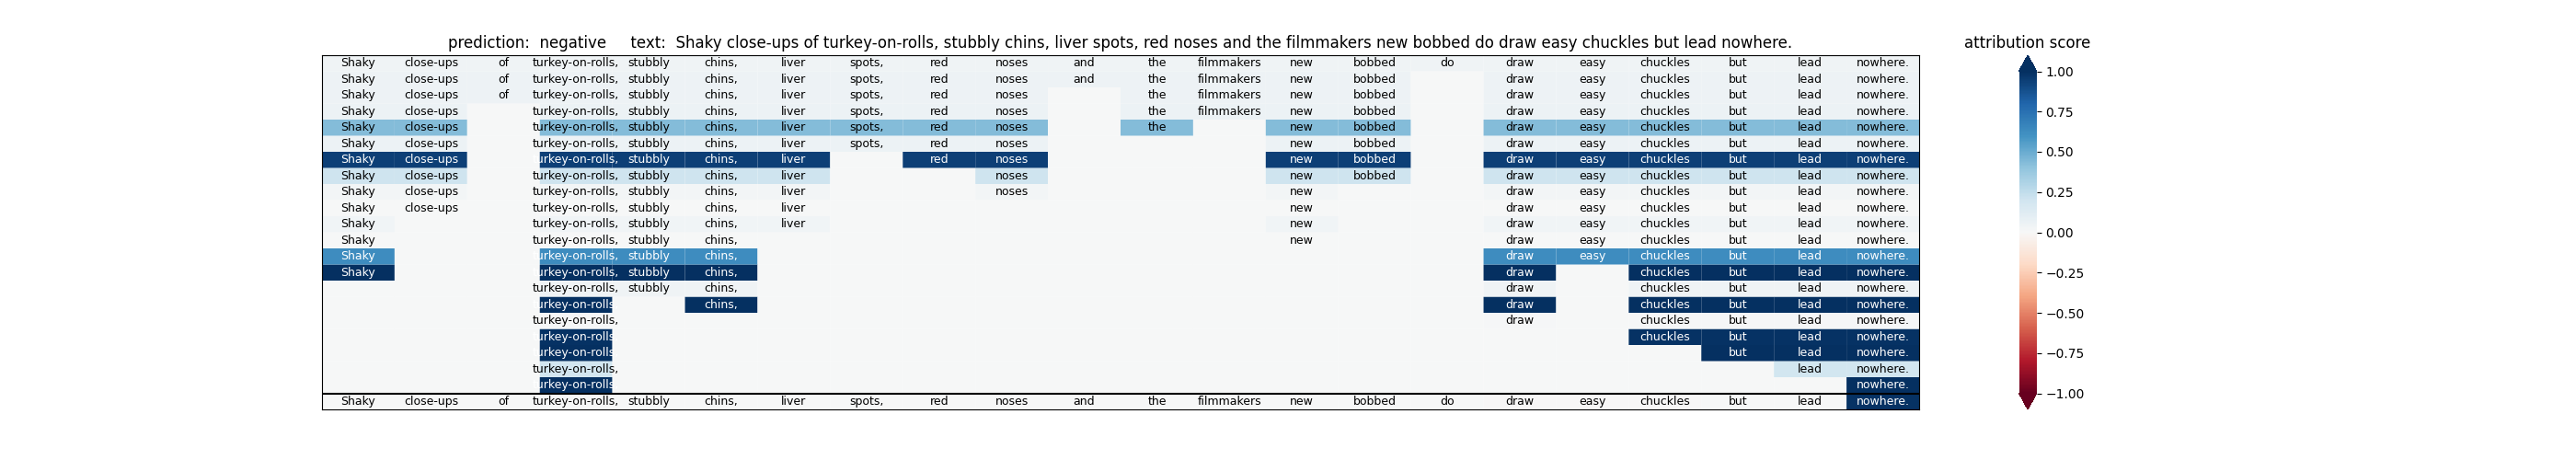 prediction: negative text: Shaky close-ups of turkey-on-rolls, stubbly chins, liver spots, red noses and the filmmakers new bobbed do draw easy chuckles but lead nowhere. attribution score
Shaky close-ups of turkey-on-rolls, stubbly chins, liver spots, red noses and the filmmakers new bobbed do draw easy chuckles but lead nowhere. 1.00
Shaky close-ups of turkey-on-rolls, stubbly chins, liver spots, red noses and the filmmakers new bobbed draw easy chuckles but lead nowhere.
Shaky close-ups of turkey-on-rolls, stubbly chins, liver spots, red noses the filmmakers new bobbed draw easy chuckles but lead nowhere.
Shaky close-ups turkey-on-rolls, stubbly chins, liver spots, red noses the filmmakers new bobbed draw easy chuckles but lead nowhere. 0.75
Shaky close-ups turkey-on-rolls, stubbly chins, liver spots, red noses the new bobbed draw easy chuckles but lead nowhere.
Shaky close-ups turkey-on-rolls, stubbly chins, liver spots, red noses new bobbed draw easy chuckles but lead nowhere. 0.50
Shaky close-ups urkey-on-rolls, stubbly chins, liver red noses new bobbed draw easy chuckles but lead nowhere.
Shaky close-ups turkey-on-rolls, stubbly chins, liver noses new bobbed draw easy chuckles but lead nowhere.
Shaky close-ups turkey-on-rolls, stubbly chins, liver noses new draw easy chuckles but lead nowhere. 0.25
Shaky close-ups turkey-on-rolls, stubbly chins, liver new draw easy chuckles but lead nowhere.
Shaky turkey-on-rolls, stubbly chins, liver new draw easy chuckles but lead nowhere. 0.00
Shaky turkey-on-rolls, stubbly chins, new draw easy chuckles but lead nowhere.
Shaky urkey-on-rolls, stubbly chins, draw easy chuckles but lead nowhere.
Shaky urkey-on-rolls, stubbly chins, draw chuckles but lead nowhere. −0.25
turkey-on-rolls, stubbly chins, draw chuckles but lead nowhere.
urkey-on-rolls chins, draw chuckles but lead nowhere. −0.50
turkey-on-rolls, draw chuckles but lead nowhere.
urkey-on-rolls chuckles but lead nowhere.
urkey-on-rolls but lead nowhere. −0.75
turkey-on-rolls, lead nowhere.
urkey-on-rolls nowhere. −1.00
Shaky close-ups of turkey-on-rolls, stubbly chins, liver spots, red noses and the filmmakers new bobbed do draw easy chuckles but lead nowhere.